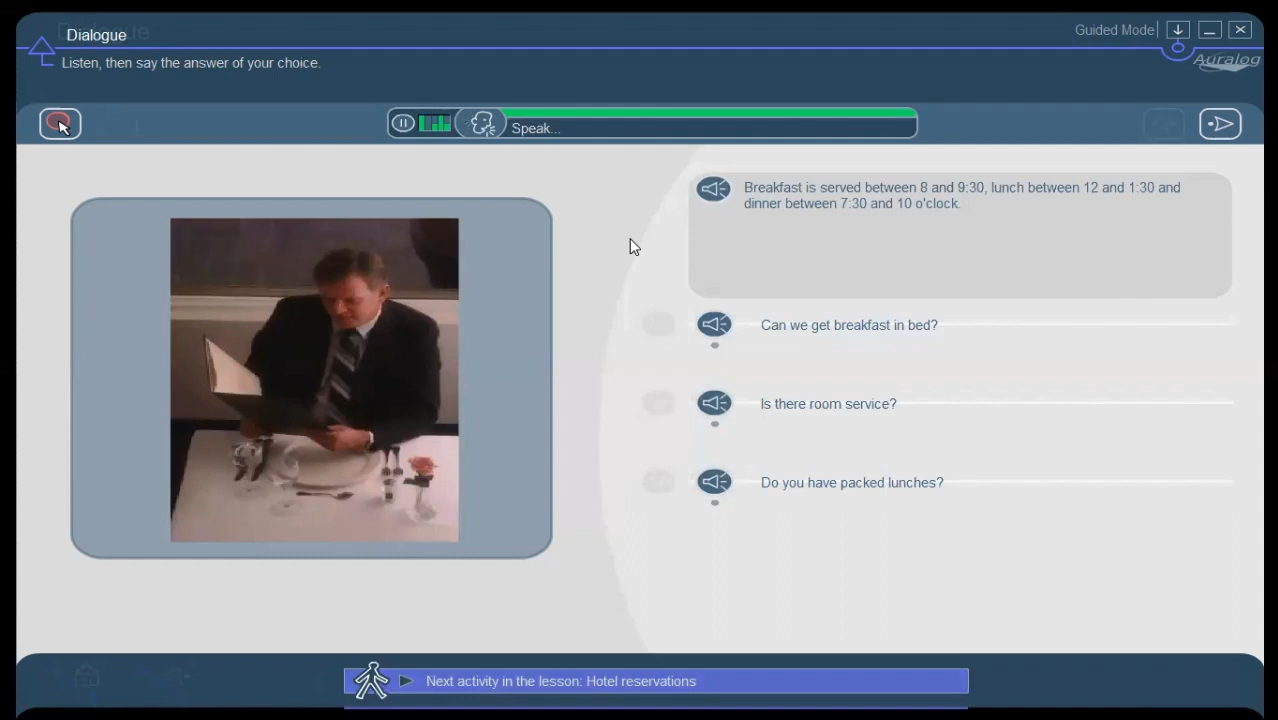 Dialogue
Guided Mode
Listen, then say the answer of your choice.
Auralog
Speak...
Breakfast is served between 8 and 9:30, lunch between 12 and 1:30 and
dinner between 7:30 and 10 o'clock.
Can we get breakfast in bed?
Is there room service?
Do you have packed lunches?
Next activity in the lesson: Hotel reservations